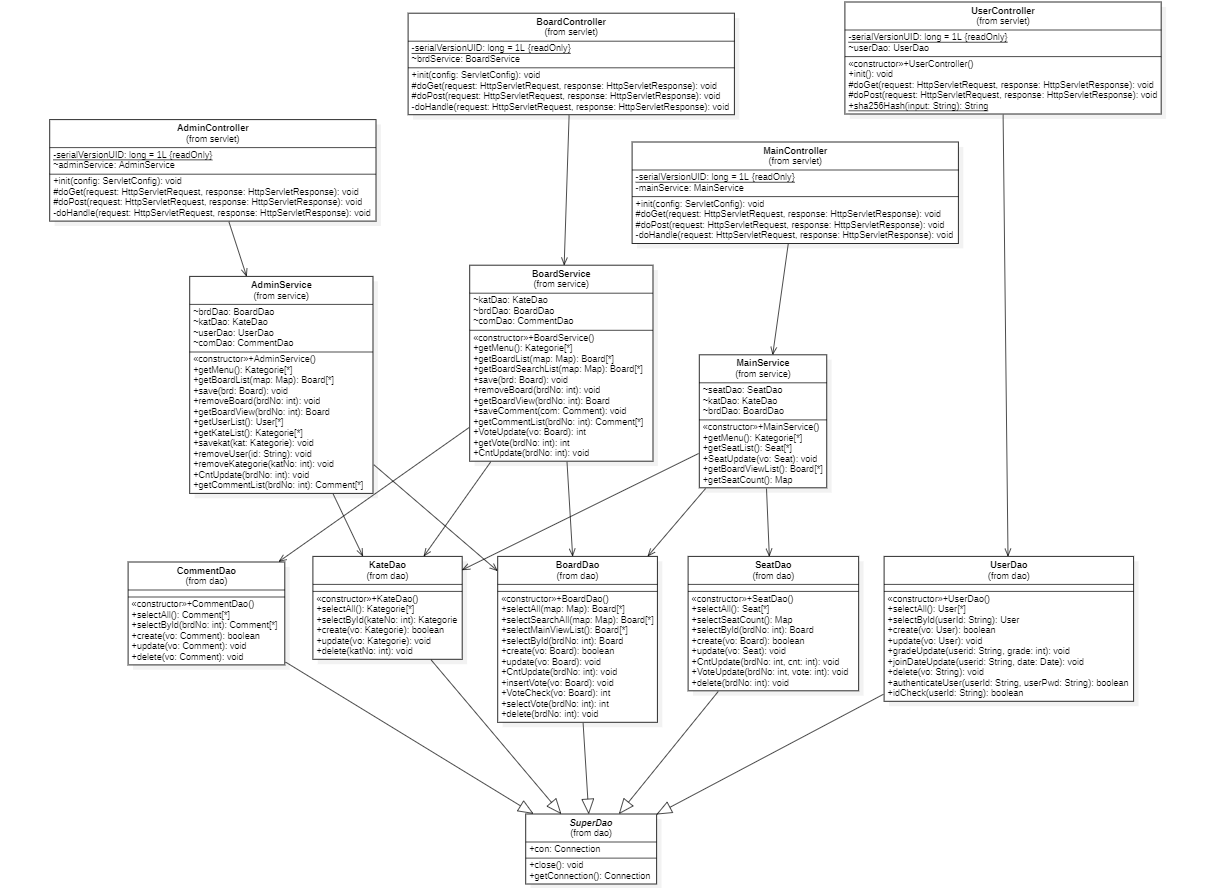 BoardController
(from servlet)
-serialVersionUID: long = 1L {readOnly}
~brdService: BoardService
+init(config: ServletConfig): void
#doGet(request: HttpServletRequest, response: HttpServletResponse): void
#doPost(request: HttpServletRequest, response: HttpServletResponse): void
-doHandle(request: HttpServletRequest, response: HttpServletResponse): void
UserController
(from servlet)
-serialVersionUID: long = 1L {readOnly}
~userDao: UserDao
«constructor»+UserController()
+init(): void
#doGet(request: HttpServletRequest, response: HttpServletResponse): void
#doPost(request: HttpServletRequest, response: HttpServletResponse): void
+sha256Hash(input: String): String
AdminController
(from servlet)
-serialVersionUID: long = 1L {readOnly}
~adminService: AdminService
+init(config: ServletConfig): void
#doGet(request: HttpServletRequest, response: HttpServletResponse): void
#doPost(request: HttpServletRequest, response: HttpServletResponse): void
-doHandle(request: HttpServletRequest, response: HttpServletResponse): void
MainController
(from servlet)
-serialVersionUID: long = 1L {readOnly}
-mainService: MainService
+init(config: ServletConfig): void
#doGet(request: HttpServletRequest, response: HttpServletResponse): void
#doPost(request: HttpServletRequest, response: HttpServletResponse): void
-doHandle(request: HttpServletRequest, response: HttpServletResponse): void
AdminService
(from service)
~brdDao: BoardDao
~katDao: KateDao
~userDao: UserDao
~comDao: CommentDao
«constructor»+AdminService()
+getMenu(): Kategorie[*]
+getBoardList(map: Map): Board[*]
+save(brd: Board): void
+removeBoard(brdNo: int): void
+getBoardView(brdNo: int): Board
+getUserList(): User[*]
+getKateList(): Kategorie[*]
+savekat(kat: Kategorie): void
+removeUser(id: String): void
+removeKategorie(katNo: int): void
+CntUpdate(brdNo: int): void
+getCommentList(brdNo: int): Comment[*]
BoardService
(from service)
~katDao: KateDao
~brdDao: BoardDao
~comDao: CommentDao
«constructor»+BoardService()
+getMenu(): Kategorie[*]
+getBoardList(map: Map): Board[*]
+getBoardSearchList(map: Map): Board[*]
+save(brd: Board): void
+removeBoard(brdNo: int): void
+getBoardView(brdNo: int): Board
+saveComment(com: Comment): void
+getCommentList(brdNo: int): Comment[*]
+VoteUpdate(vo: Board): int
+getVote(brdNo: int): int
+CntUpdate(brdNo: int): void
MainService
(from service)
~seatDao: SeatDao
~katDao: KateDao
~brdDao: BoardDao
«constructor»+MainService()
+getMenu(): Kategorie[*]
+getSeatList(): Seat[*]
+SeatUpdate(vo: Seat): void
+getBoardViewList(): Board[*]
+getSeatCount(): Map
CommentDao
(from dao)
«constructor»+CommentDao()
+selectAll(): Comment[*]
+selectById(brdNo: int): Comment[*]
+create(vo: Comment): boolean
+update(vo: Comment): void
+delete(vo: Comment): void
KateDao
(from dao)
«constructor»+KateDao()
+selectAll(): Kategorie[*]
+selectById(kateNo: int): Kategorie
+create(vo: Kategorie): boolean
+update(vo: Kategorie): void
+delete(katNo: int): void
BoardDao
(from dao)
«constructor»+BoardDao()
+selectAll(map: Map): Board[*]
+selectSearchAll(map: Map): Board[*]
+selectMainViewList(): Board[*]
+selectById(brdNo: int): Board
+create(vo: Board): boolean
+update(vo: Board): void
+CntUpdate(brdNo: int): void
+insertVote(vo: Board): void
+VoteCheck(vo: Board): int
+selectVote(brdNo: int): int
+delete(brdNo: int): void
SeatDao
(from dao)
«constructor»+SeatDao()
+selectAll(): Seat[*]
+selectSeatCount(): Map
+selectById(brdNo: int): Board
+create(vo: Board): boolean
+update(vo: Seat): void
+CntUpdate(brdNo: int, cnt: int): void
+VoteUpdate(brdNo: int, vote: int): void
+delete(brdNo: int): void
UserDao
(from dao)
«constructor»+UserDao()
+selectAll(): User[*]
+selectById(userId: String): User
+create(vo: User): boolean
+update(vo: User): void
+gradeUpdate(userid: String, grade: int): void
+joinDateUpdate(userid: String, date: Date): void
+delete(vo: String): void
+authenticateUser(userId: String, userPwd: String): boolean
+idCheck(userId: String): boolean
SuperDao
(from dao)
+con: Connection
+close(): void
+getConnection(): Connection